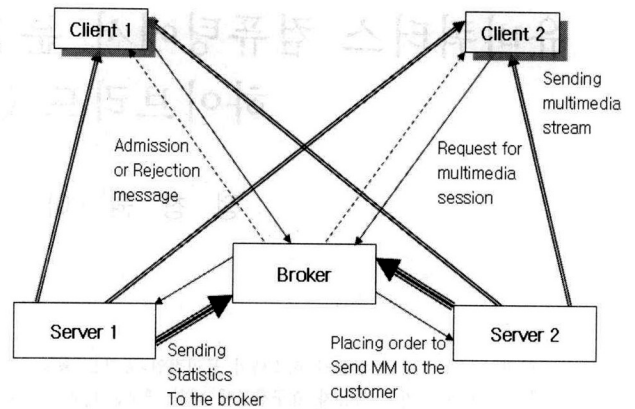 Client 1
Client 2
Sending
multimedia
stream
Admission
or Rejection
message
Request for
multimedia
session
Broker
Server 1
Server 2
Sending
Statistics
To the broker
Placing order to
Send MM to the
customer